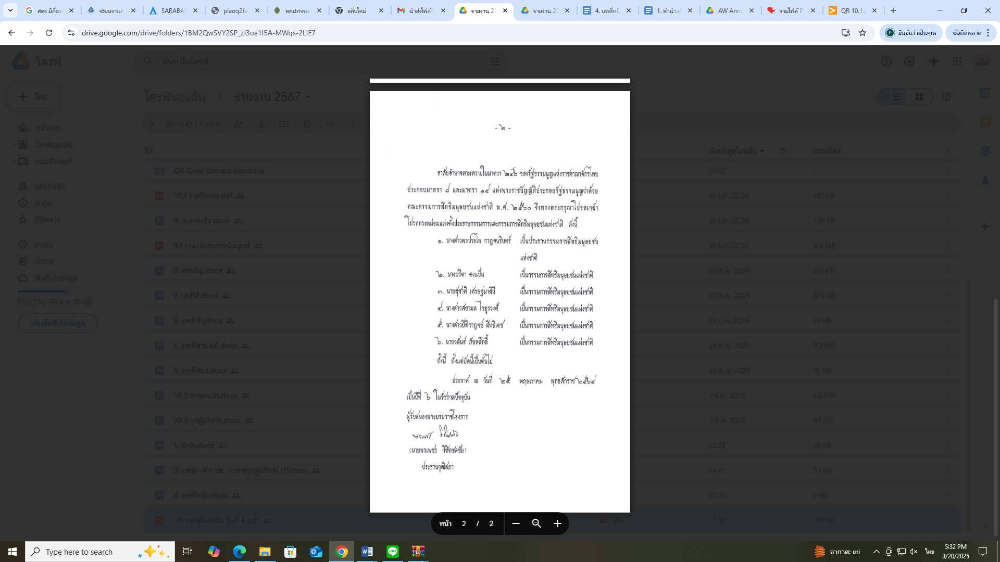 สตง มีกี่คน
ระบบงานภ
SARABAN
plaoq2fv
คณะกรรมก
แท็บใหม่
นำส่งไฟล์
รายงาน 25
รายงาน 25
4. บทที่หนึ่
1. คำนำ.d
AW Annu
รวมไฟล์ P
QR 10.1.
drive.google.com/drive/folders/1BM2QwSVY2SP_zI3oa1I5A-MWqs-2LIE7
ยืนยันว่าเป็นคุณ
ข้อผิดพลาด
ไดรฟ์
ค้นหาในไดรฟ์
ใหม่
ไดรฟ์ของฉัน > รายงาน 2567
เลือกแล้ว 1 รายการ
หน้าแรก
ไดรฟ์ของฉัน
คอมพิวเตอร์
แชร์กับฉัน
ล่าสุด
ที่ติดดาว
สแปม
ถังขยะ
พื้นที่เก็บข้อมูล
ใช้ไป 7.96 GB จาก 15 GB
เพิ่มพื้นที่เก็บข้อมูล
ชื่อ เปิดล่าสุดโดยฉัน ขนาดไฟล์
QR Coed ประกอบเล่มรายงาน 15:52 —
10.1 ราชกิจจาฯ.pdf 21 ม.ค. 2025 137 KB
9. งบการเงิน.docx 21 ม.ค. 2025 138 KB
9.1 รายงานงบการเงิน.pdf 21 ม.ค. 2025 4.4 MB
2. สารบัญ.docx 10 ก.พ. 2025 221 KB
7. บทที่สี่.docx 10 ก.พ. 2025 815 KB
8. บทที่ห้า.docx 19 ก.พ. 2025 31 KB
6. บทที่สาม แก้.docx 24 ก.พ. 2025 9.2 MB
5. บทที่สอง.docx 24 ก.พ. 2025 91 KB
10.2 ภาคผนวก.docx 3 มี.ค. 2025 1.2 MB
10.3 รูปผู้บริหาร.docx 3 มี.ค. 2025 49 MB
1. คำนำ.docx 13:33 18 KB
3. บทนำ-สาร ปธ. + บทสรุปผู้บริหาร (1).docx 14:41 53 KB
4. บทที่หนึ่ง.docx 15:35 1 MB
10. แต่งตั้ง กสม. ชุดที่ 4.pdf ฉัน 17:32 979 KB
- ๒ -
อาศัยอำนาจตามความในมาตรา ๒๔๖ ของรัฐธรรมนูญแห่งราชอาณาจักรไทย
ประกอบมาตรา ๘ และมาตรา ๑๔ แห่งพระราชบัญญัติประกอบรัฐธรรมนูญว่าด้วย
คณะกรรมการสิทธิมนุษยชนแห่งชาติ พ.ศ. ๒๕๖๐ จึงทรงพระกรุณาโปรดเกล้า
โปรดกระหม่อมแต่งตั้งประธานกรรมการและกรรมการสิทธิมนุษยชนแห่งชาติ ดังนี้
๑. นางสาวพรประไพ กาญจนรินทร์ เป็นประธานกรรมการสิทธิมนุษยชน
แห่งชาติ
๒. นางปรีดา คงแป้น เป็นกรรมการสิทธิมนุษยชนแห่งชาติ
๓. นายสุชาติ เศรษฐมาลินี เป็นกรรมการสิทธิมนุษยชนแห่งชาติ
๔. นางสาวศยามล ไกยูรวงศ์ เป็นกรรมการสิทธิมนุษยชนแห่งชาติ
๕. นางสาวปิติกาญจน์ สิทธิเดช เป็นกรรมการสิทธิมนุษยชนแห่งชาติ
๖. นายวสันต์ ภัยหลีกลี้ เป็นกรรมการสิทธิมนุษยชนแห่งชาติ
ทั้งนี้ ตั้งแต่บัดนี้เป็นต้นไป
ประกาศ ณ วันที่ ๒๕ พฤษภาคม พุทธศักราช ๒๕๖๔
เป็นปีที่ ๖ ในรัชกาลปัจจุบัน
ผู้รับสนองพระบรมราชโองการ
(นายพรเพชร วิชิตชลชัย)
ประธานวุฒิสภา
หน้า 2 / 2
Type here to search
อากาศ: แย่
ไทย
5:32 PM
3/20/2025